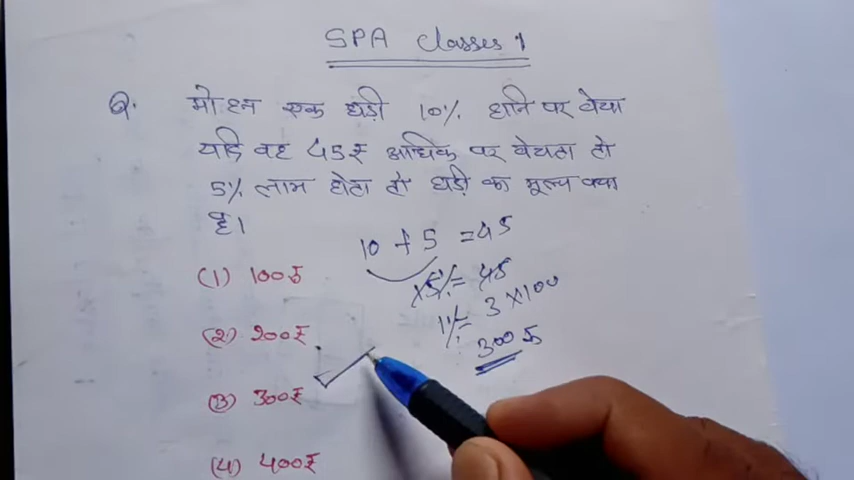 SPA Classes 1
Q. मोहन एक घड़ी 10% हानि पर बेचा
यदि वह 45₹ अधिक पर बेचता तो
5% लाभ होता तो घड़ी का मूल्य क्या
है।
10 + 5 = 45
15% = 45
1% = 3 × 100
300 रु
(1) 100रु
(2) 200₹
(3) 300₹
(4) 400₹